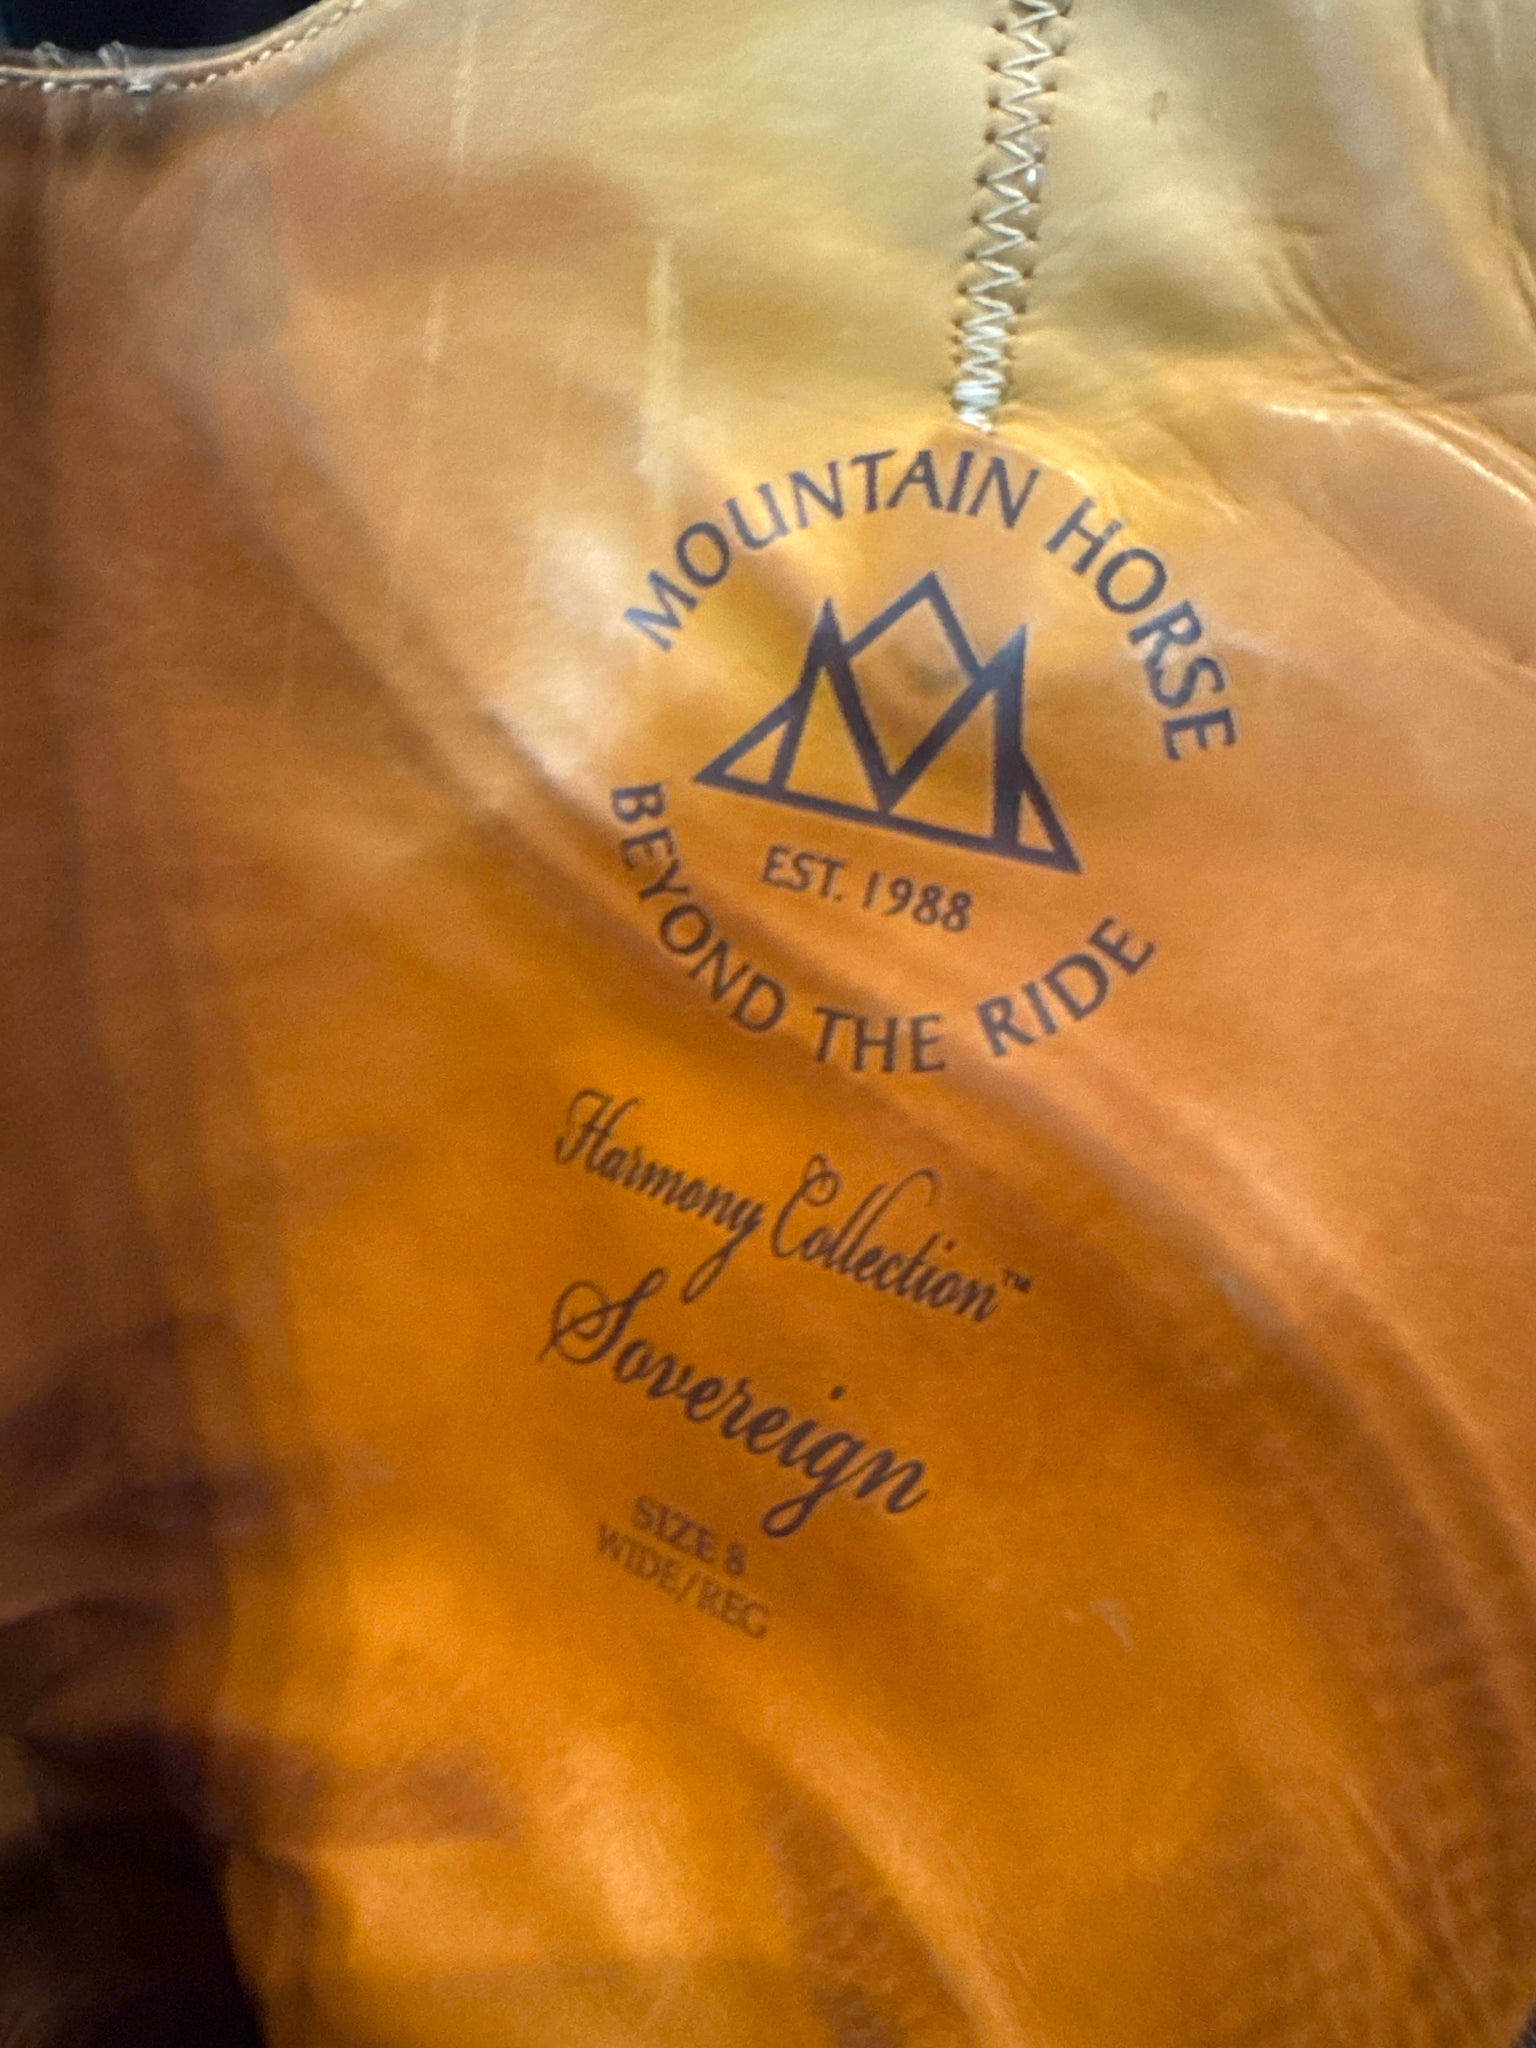 MOUNTAIN HORSE
EST. 1988
BEYOND THE RIDE
Harmony Collection™
Sovereign
SIZE 8
WIDE/REG